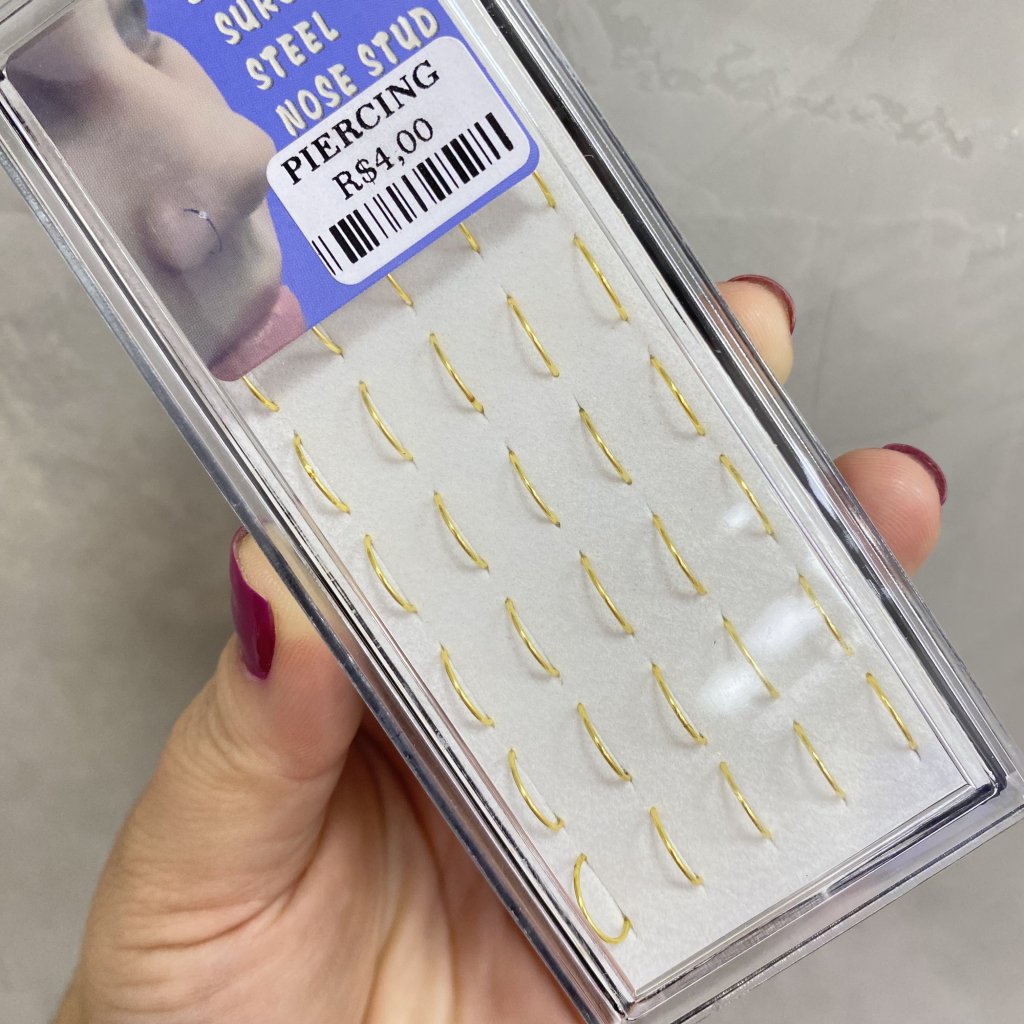 STEEL
NOSE STUD
PIERCING
R$4,00